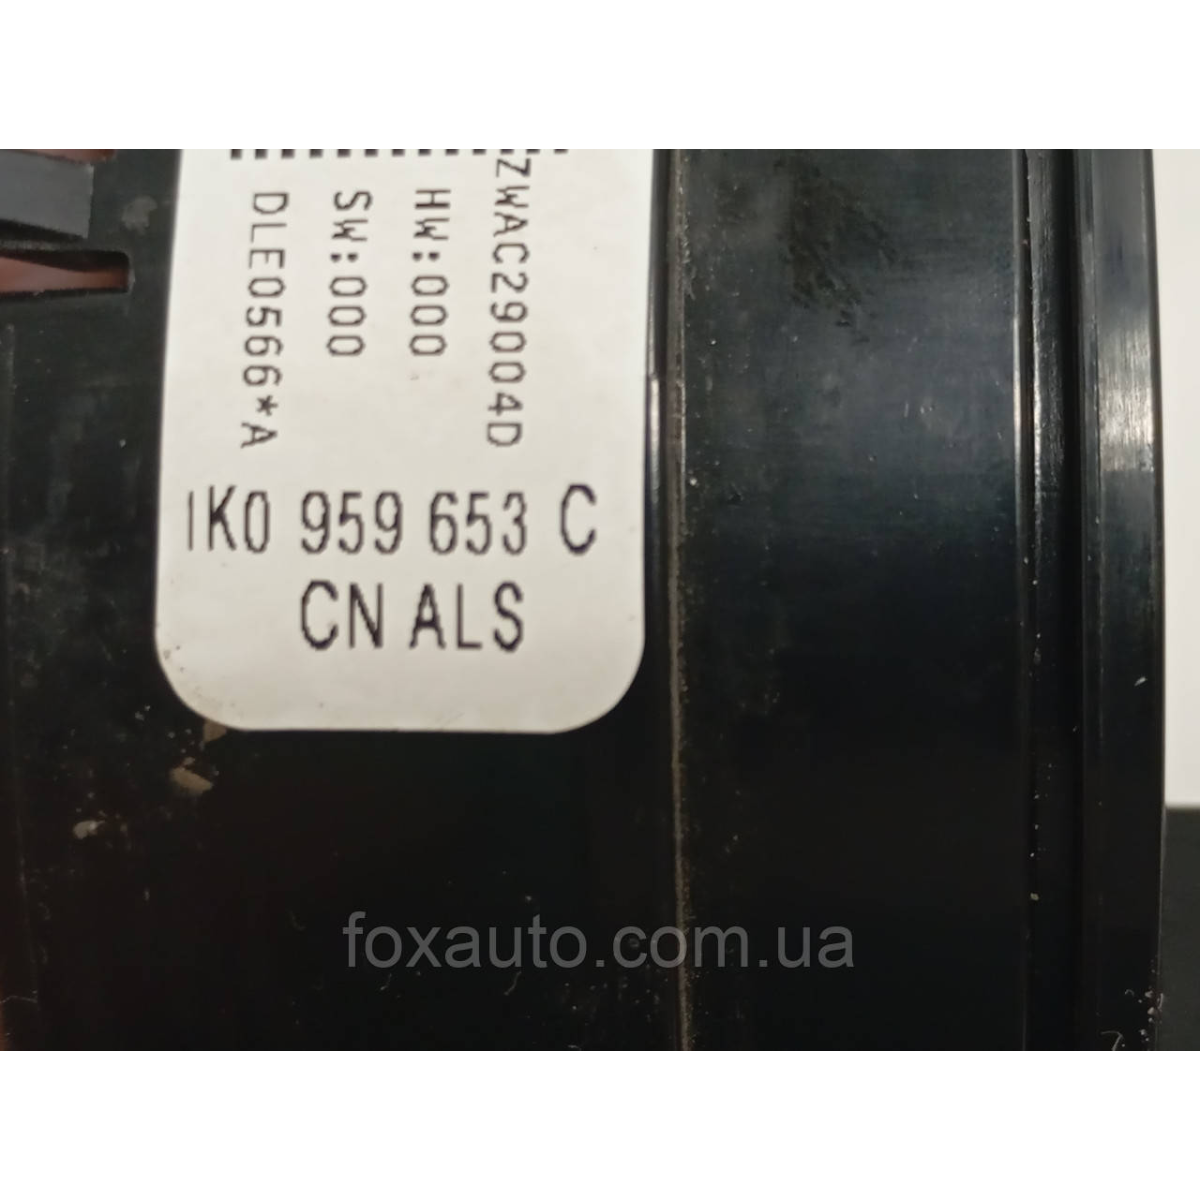 ZWAC29004D
HW:000
SW:000
DLE0566*A
1K0 959 653 C
CN ALS
foxauto.com.ua